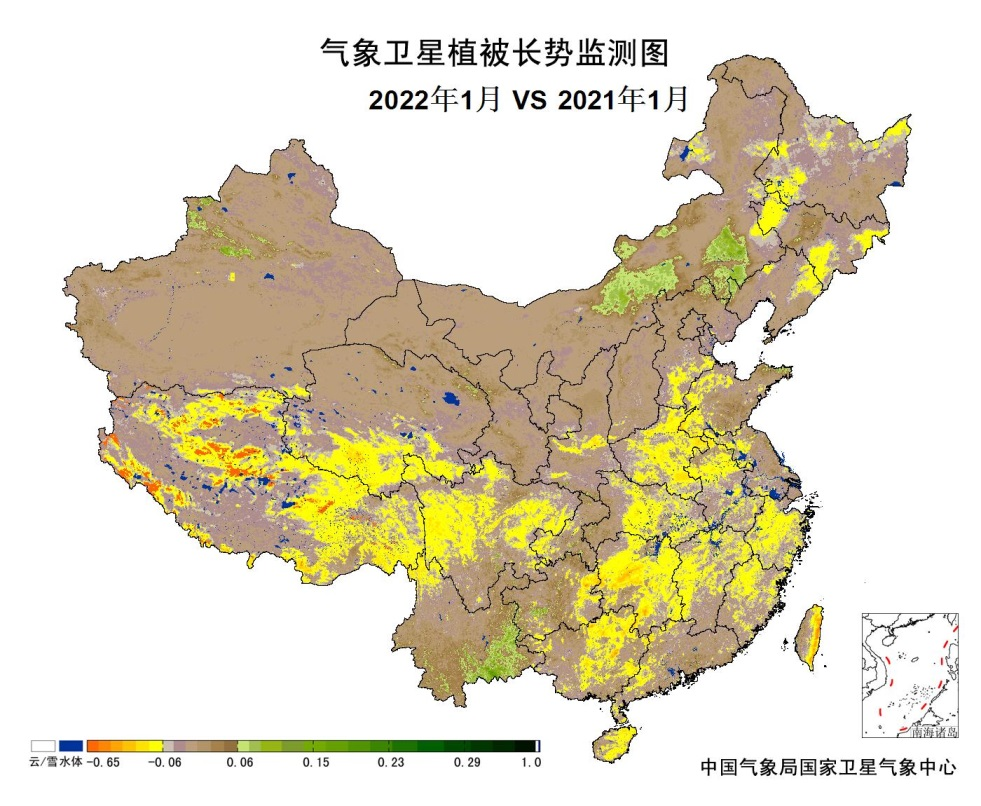 气象卫星植被长势监测图
2022年1月 VS 2021年1月
南海诸岛
云/雪 水体 -0.65 -0.06 0.06 0.15 0.23 0.29 1.0
中国气象局国家卫星气象中心